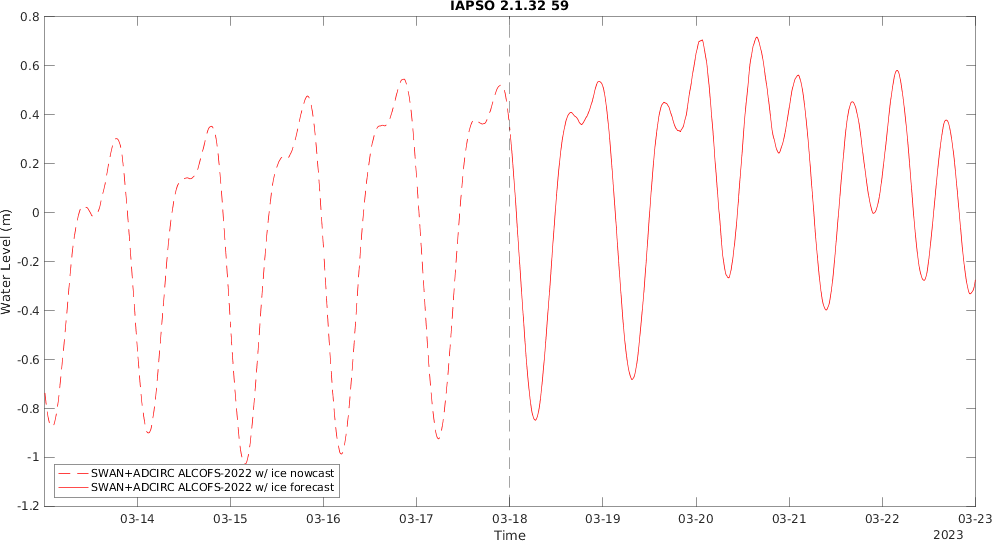 IAPSO 2.1.32 59
0.8
0.6
0.4
0.2
0
-0.2
-0.4
-0.6
-0.8
-1
-1.2
Water Level (m)
SWAN+ADCIRC ALCOFS-2022 w/ ice nowcast
SWAN+ADCIRC ALCOFS-2022 w/ ice forecast
03-14 03-15 03-16 03-17 03-18 03-19 03-20 03-21 03-22 03-23
Time
2023